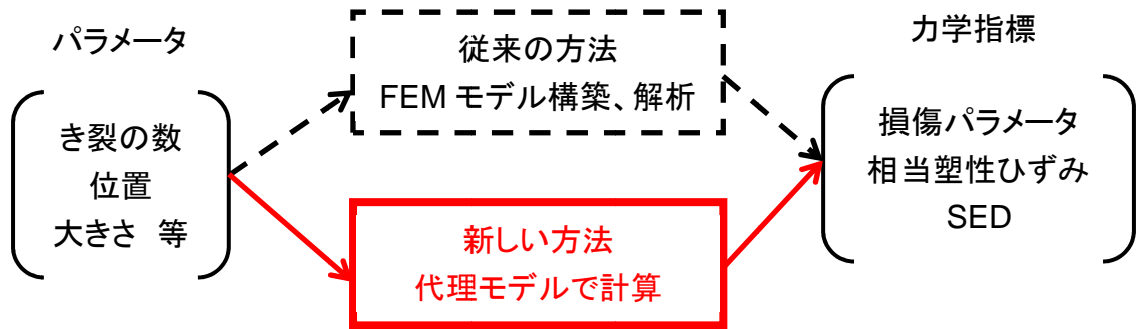 パラメータ
き裂の数
位置
大きさ 等
従来の方法
FEM モデル構築、解析
新しい方法
代理モデルで計算
力学指標
損傷パラメータ
相当塑性ひずみ
SED